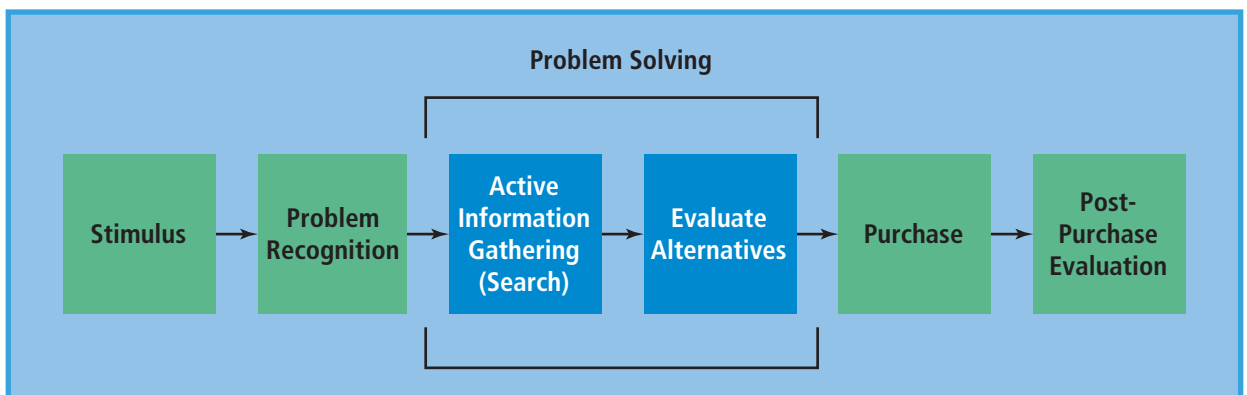 Problem Solving
Stimulus
Problem
Recognition
Active
Information
Gathering
(Search)
Evaluate
Alternatives
Purchase
Post-
Purchase
Evaluation